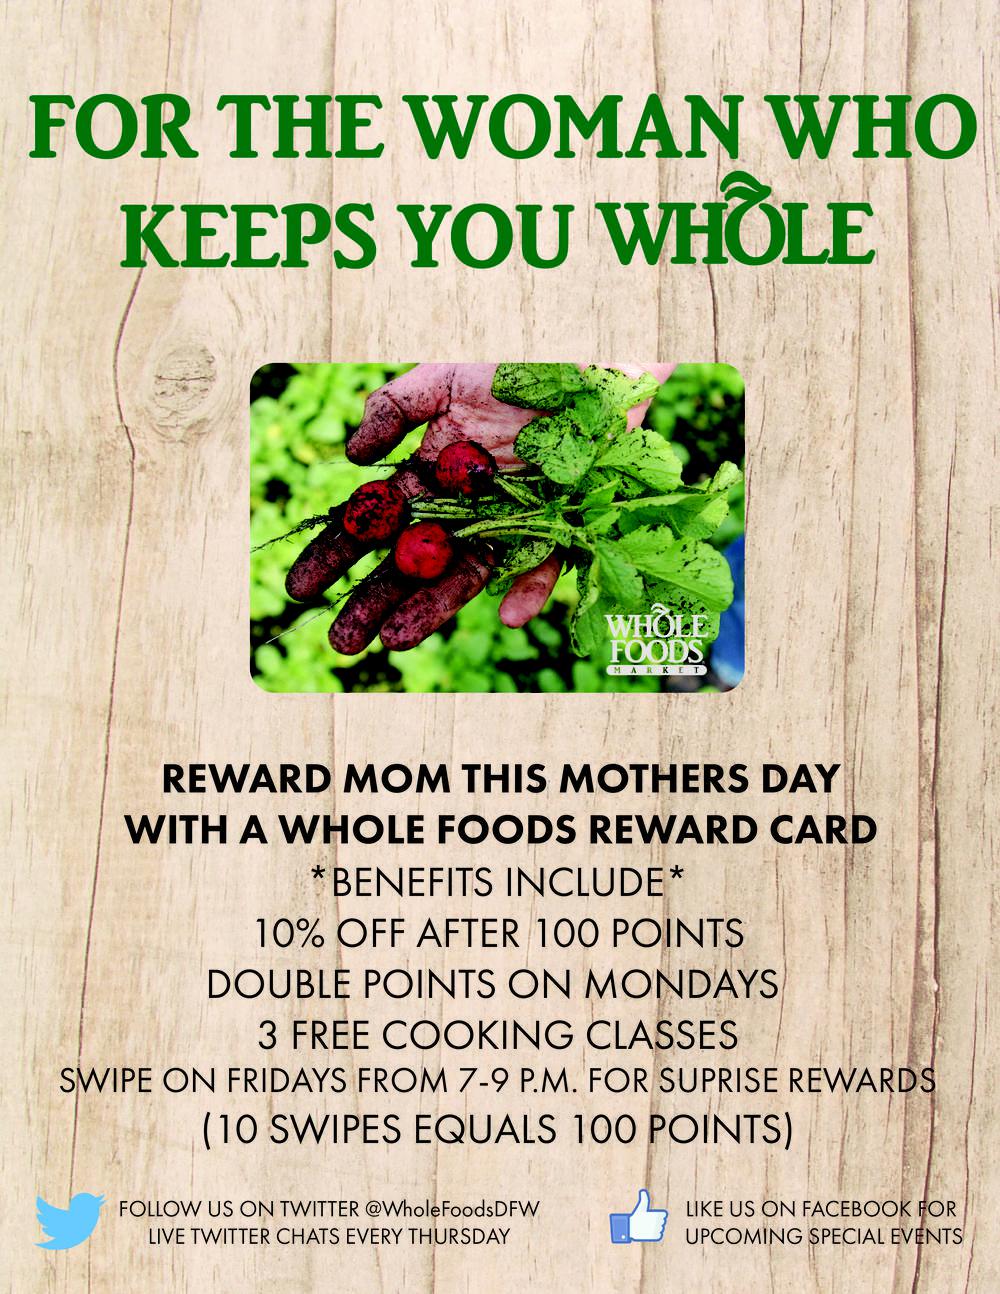 FOR THE WOMAN WHO
KEEPS YOU WHOLE
WHOLE
FOODS
MARKET
REWARD MOM THIS MOTHERS DAY
WITH A WHOLE FOODS REWARD CARD
*BENEFITS INCLUDE*
10% OFF AFTER 100 POINTS
DOUBLE POINTS ON MONDAYS
3 FREE COOKING CLASSES
SWIPE ON FRIDAYS FROM 7-9 P.M. FOR SUPRISE REWARDS
(10 SWIPES EQUALS 100 POINTS)
FOLLOW US ON TWITTER @WholeFoodsDFW
LIVE TWITTER CHATS EVERY THURSDAY
LIKE US ON FACEBOOK FOR
UPCOMING SPECIAL EVENTS